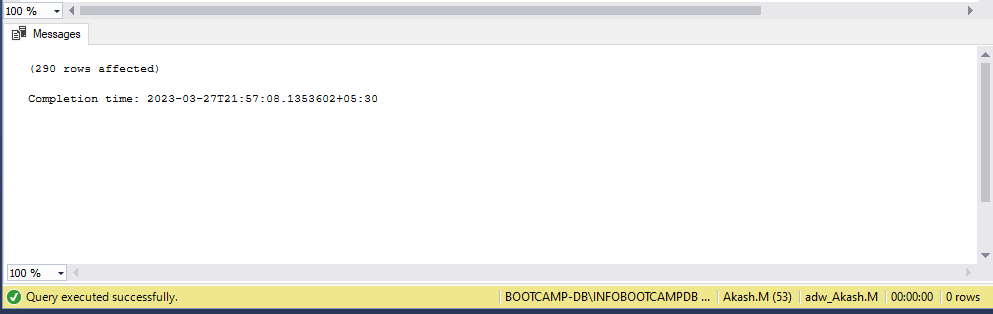 100 %
Messages
(290 rows affected)
Completion time: 2023-03-27T21:57:08.1353602+05:30
100 %
Query executed successfully. BOOTCAMP-DB\INFOBOOTCAMPDB ... Akash.M (53) adw_Akash.M 00:00:00 0 rows